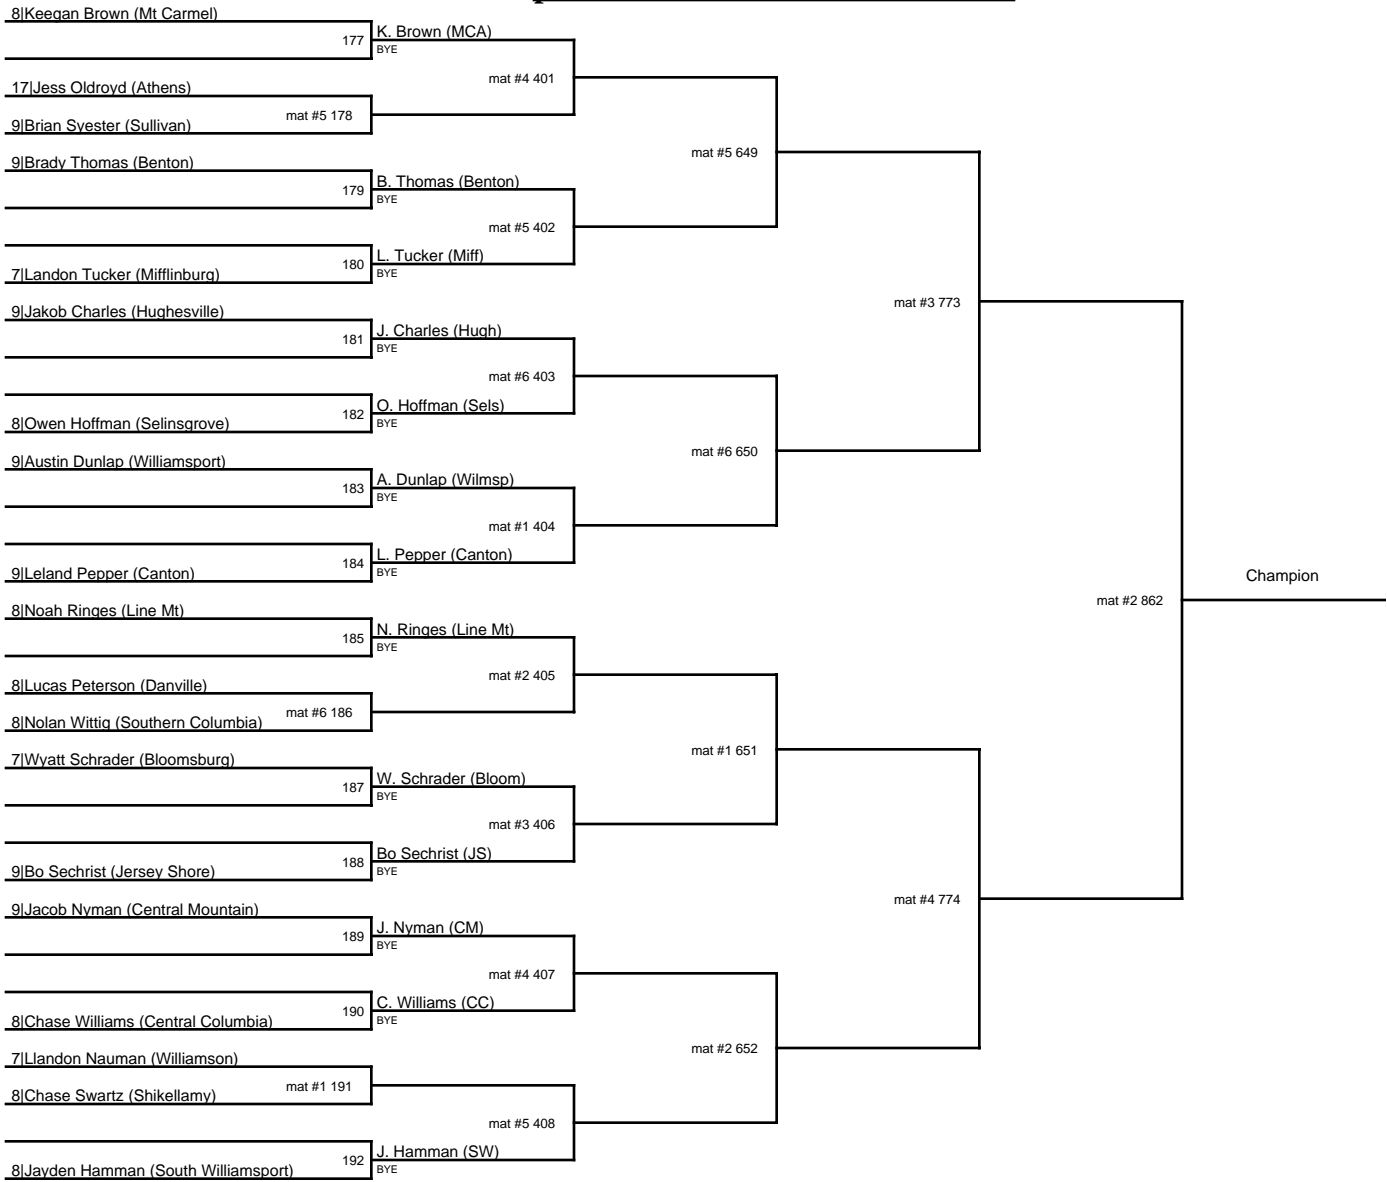 8|Keegan Brown (Mt Carmel)
177
K. Brown (MCA)
BYE
mat #4 401
17|Jess Oldroyd (Athens)
mat #5 178
9|Brian Syester (Sullivan)
mat #5 649
9|Brady Thomas (Benton)
179
B. Thomas (Benton)
BYE
mat #5 402
180
L. Tucker (Miff)
BYE
7|Landon Tucker (Mifflinburg)
mat #3 773
9|Jakob Charles (Hughesville)
181
J. Charles (Hugh)
BYE
mat #6 403
182
O. Hoffman (Sels)
BYE
8|Owen Hoffman (Selinsgrove)
mat #6 650
9|Austin Dunlap (Williamsport)
183
A. Dunlap (Wilmsp)
BYE
mat #1 404
184
L. Pepper (Canton)
BYE
9|Leland Pepper (Canton)
Champion
mat #2 862
8|Noah Ringes (Line Mt)
185
N. Ringes (Line Mt)
BYE
mat #2 405
8|Lucas Peterson (Danville)
mat #6 186
8|Nolan Wittig (Southern Columbia)
mat #1 651
7|Wyatt Schrader (Bloomsburg)
187
W. Schrader (Bloom)
BYE
mat #3 406
188
Bo Sechrist (JS)
BYE
9|Bo Sechrist (Jersey Shore)
mat #4 774
9|Jacob Nyman (Central Mountain)
189
J. Nyman (CM)
BYE
mat #4 407
190
C. Williams (CC)
BYE
8|Chase Williams (Central Columbia)
mat #2 652
7|Llandon Nauman (Williamson)
mat #1 191
8|Chase Swartz (Shikellamy)
mat #5 408
192
J. Hamman (SW)
BYE
8|Jayden Hamman (South Williamsport)